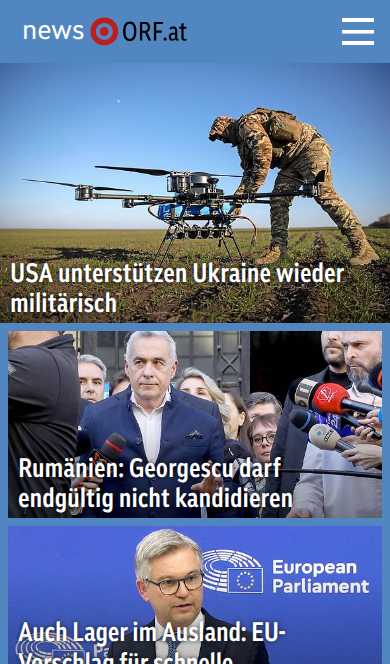 news ORF.at
USA unterstützen Ukraine wieder
militärisch
Rumänien: Georgescu darf
endgültig nicht kandidieren
European
Parliament
Auch Lager im Ausland: EU-
Vorschlag für schnelle